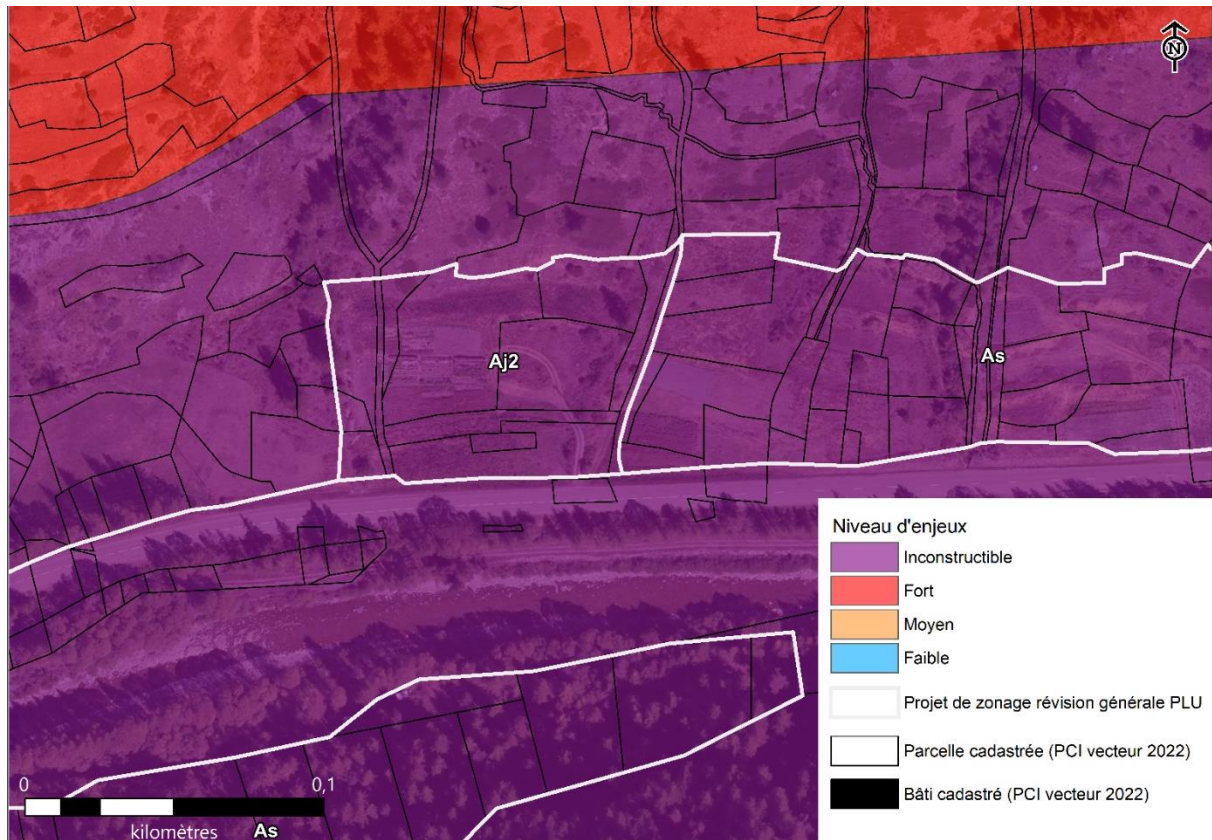 N
Aj2
As
Niveau d'enjeux
Inconstructible
Fort
Moyen
Faible
Projet de zonage révision générale PLU
Parcelle cadastrée (PCI vecteur 2022)
Bâti cadastré (PCI vecteur 2022)
0 0,1
kilomètres
As